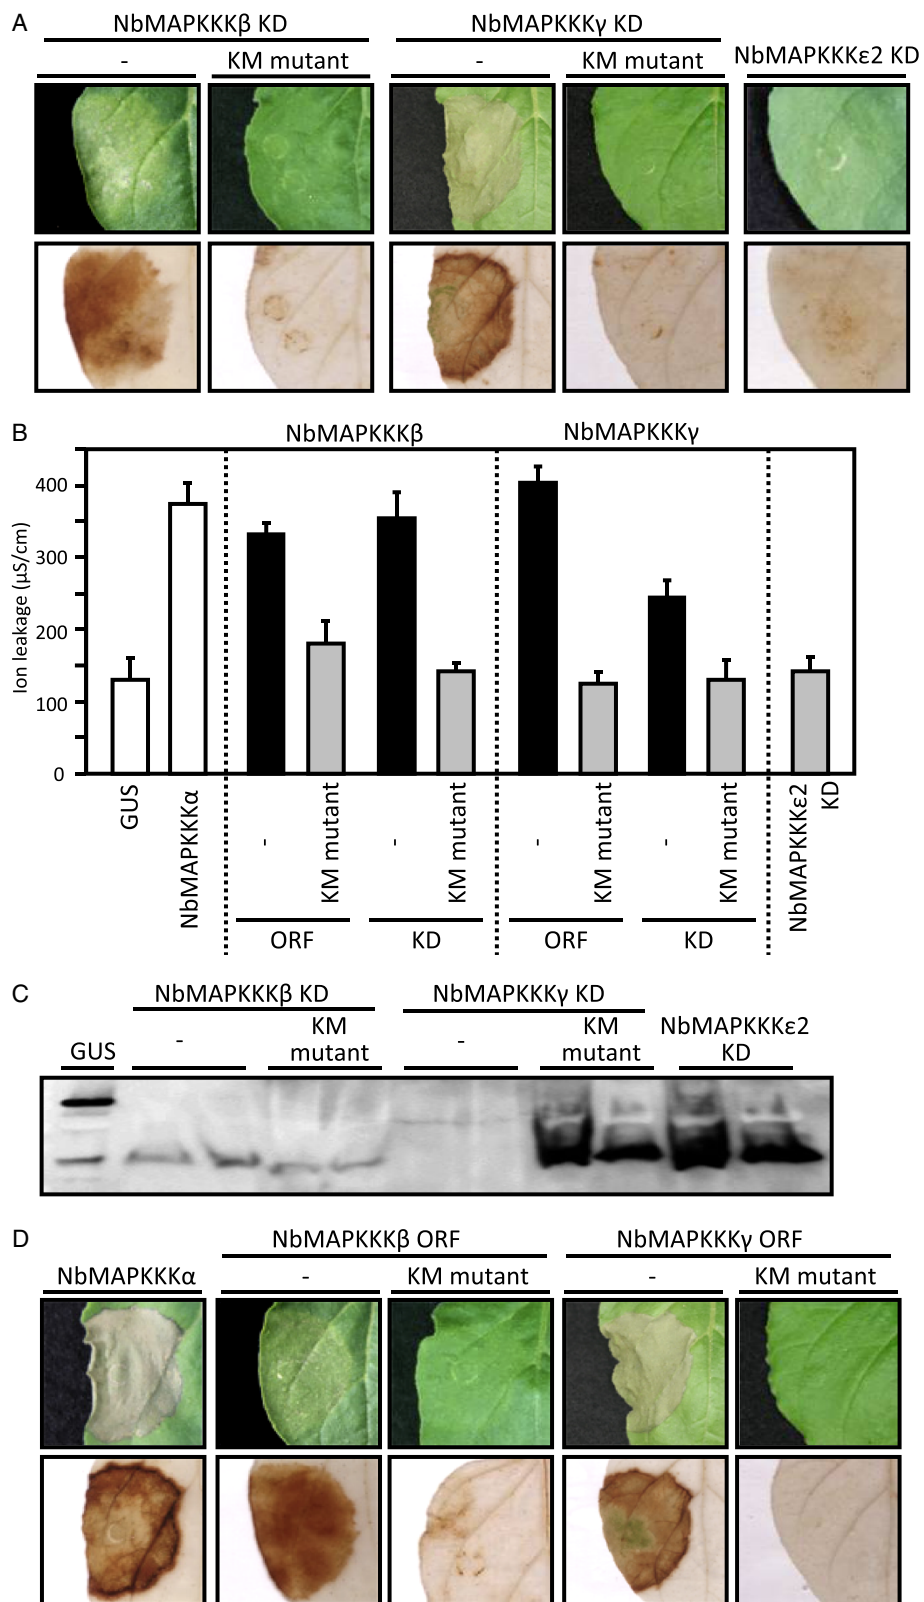 A
NbMAPKKKβ KD
NbMAPKKKγ KD
NbMAPKKKε2 KD
-
KM mutant
-
KM mutant
B
NbMAPKKKβ
NbMAPKKKγ
Ion leakage (µS/cm)
400
300
200
100
0
GUS
NbMAPKKKα
-
KM mutant
-
KM mutant
-
KM mutant
-
KM mutant
NbMAPKKKε2
KD
ORF
KD
ORF
KD
C
NbMAPKKKβ KD
NbMAPKKKγ KD
GUS
-
KM
mutant
-
KM
mutant
NbMAPKKKε2
KD
D
NbMAPKKKβ ORF
NbMAPKKKγ ORF
NbMAPKKKα
-
KM mutant
-
KM mutant